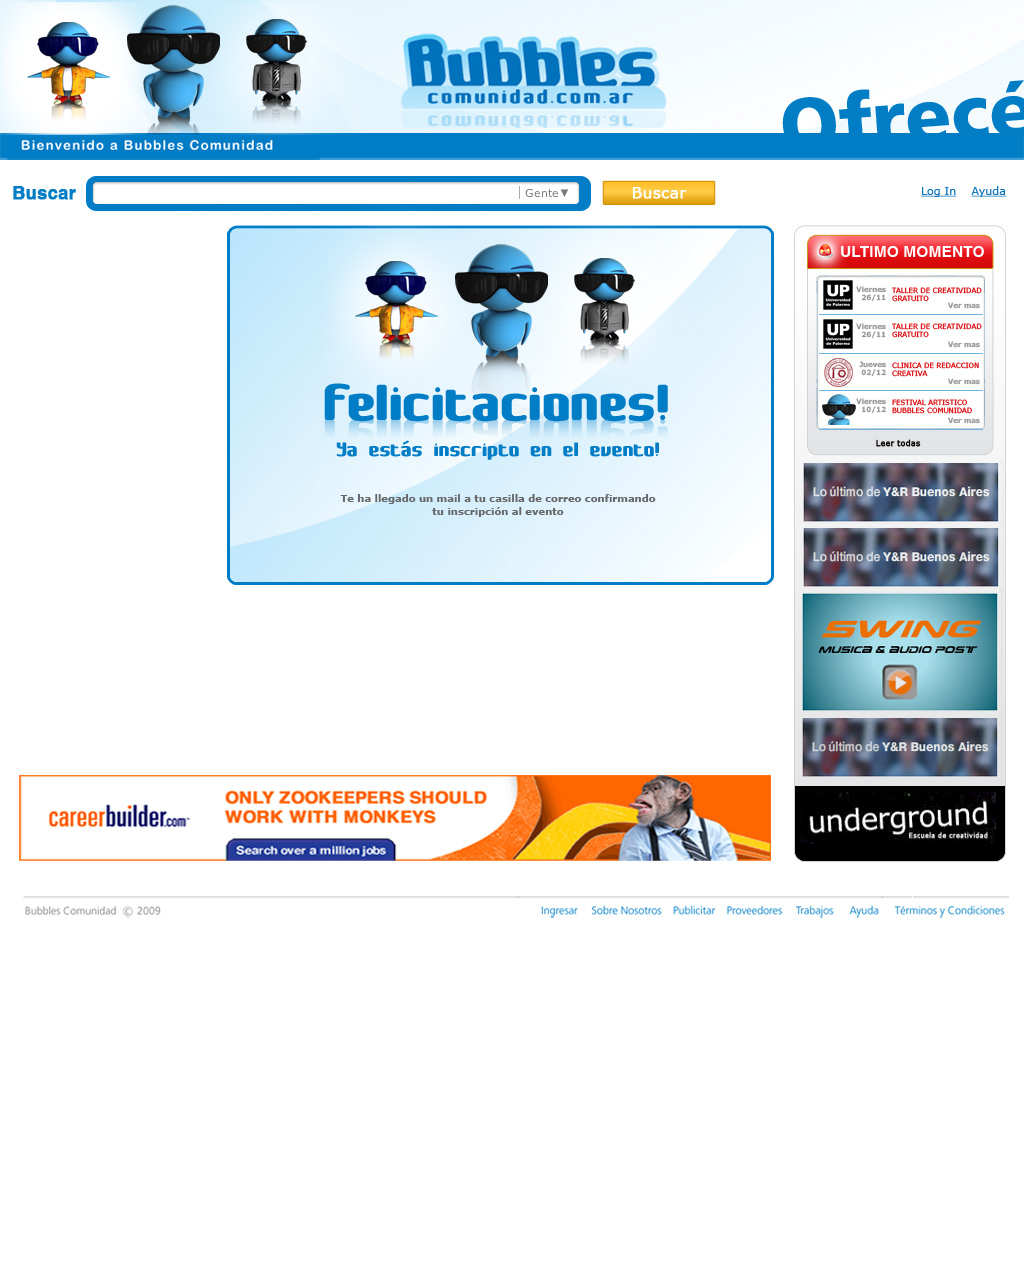 Bubbles
comunidad.com.ar
Ofrecé
Bienvenido a Bubbles Comunidad
Buscar
Gente▼
Buscar
Log In
Ayuda
Felicitaciones!
Ya estás inscripto en el evento!
Te ha llegado un mail a tu casilla de correo confirmando
tu inscripción al evento
ULTIMO MOMENTO
UP
Universidad
de Palermo
Viernes
26/11
TALLER DE CREATIVIDAD
GRATUITO
Ver mas
UP
Universidad
de Palermo
Viernes
26/11
TALLER DE CREATIVIDAD
GRATUITO
Ver mas
Jueves
02/12
CLINICA DE REDACCION
CREATIVA
Ver mas
Viernes
10/12
FESTIVAL ARTISTICO
BUBBLES COMUNIDAD
Ver mas
Leer todas
Lo último de Y&R Buenos Aires
Lo último de Y&R Buenos Aires
SWING
MUSICA & AUDIO POST
Lo último de Y&R Buenos Aires
underground
Escuela de creatividad
careerbuilder.com
ONLY ZOOKEEPERS SHOULD
WORK WITH MONKEYS
Search over a million jobs
Bubbles Comunidad © 2009
Ingresar
Sobre Nosotros
Publicitar
Proveedores
Trabajos
Ayuda
Términos y Condiciones